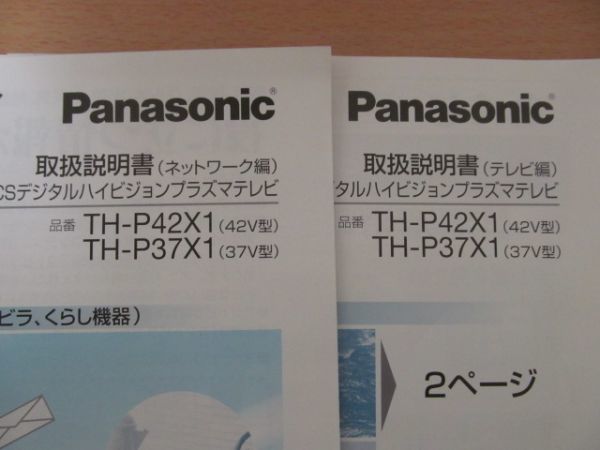 Panasonic®
取扱説明書(ネットワーク編)
CSデジタルハイビジョンプラズマテレビ
品番 TH-P42X1(42V型)
TH-P37X1(37V型)
ビラ、くらし機器)
Panasonic®
取扱説明書(テレビ編)
タルハイビジョンプラズマテレビ
品番 TH-P42X1(42V型)
TH-P37X1(37V型)
2ページ